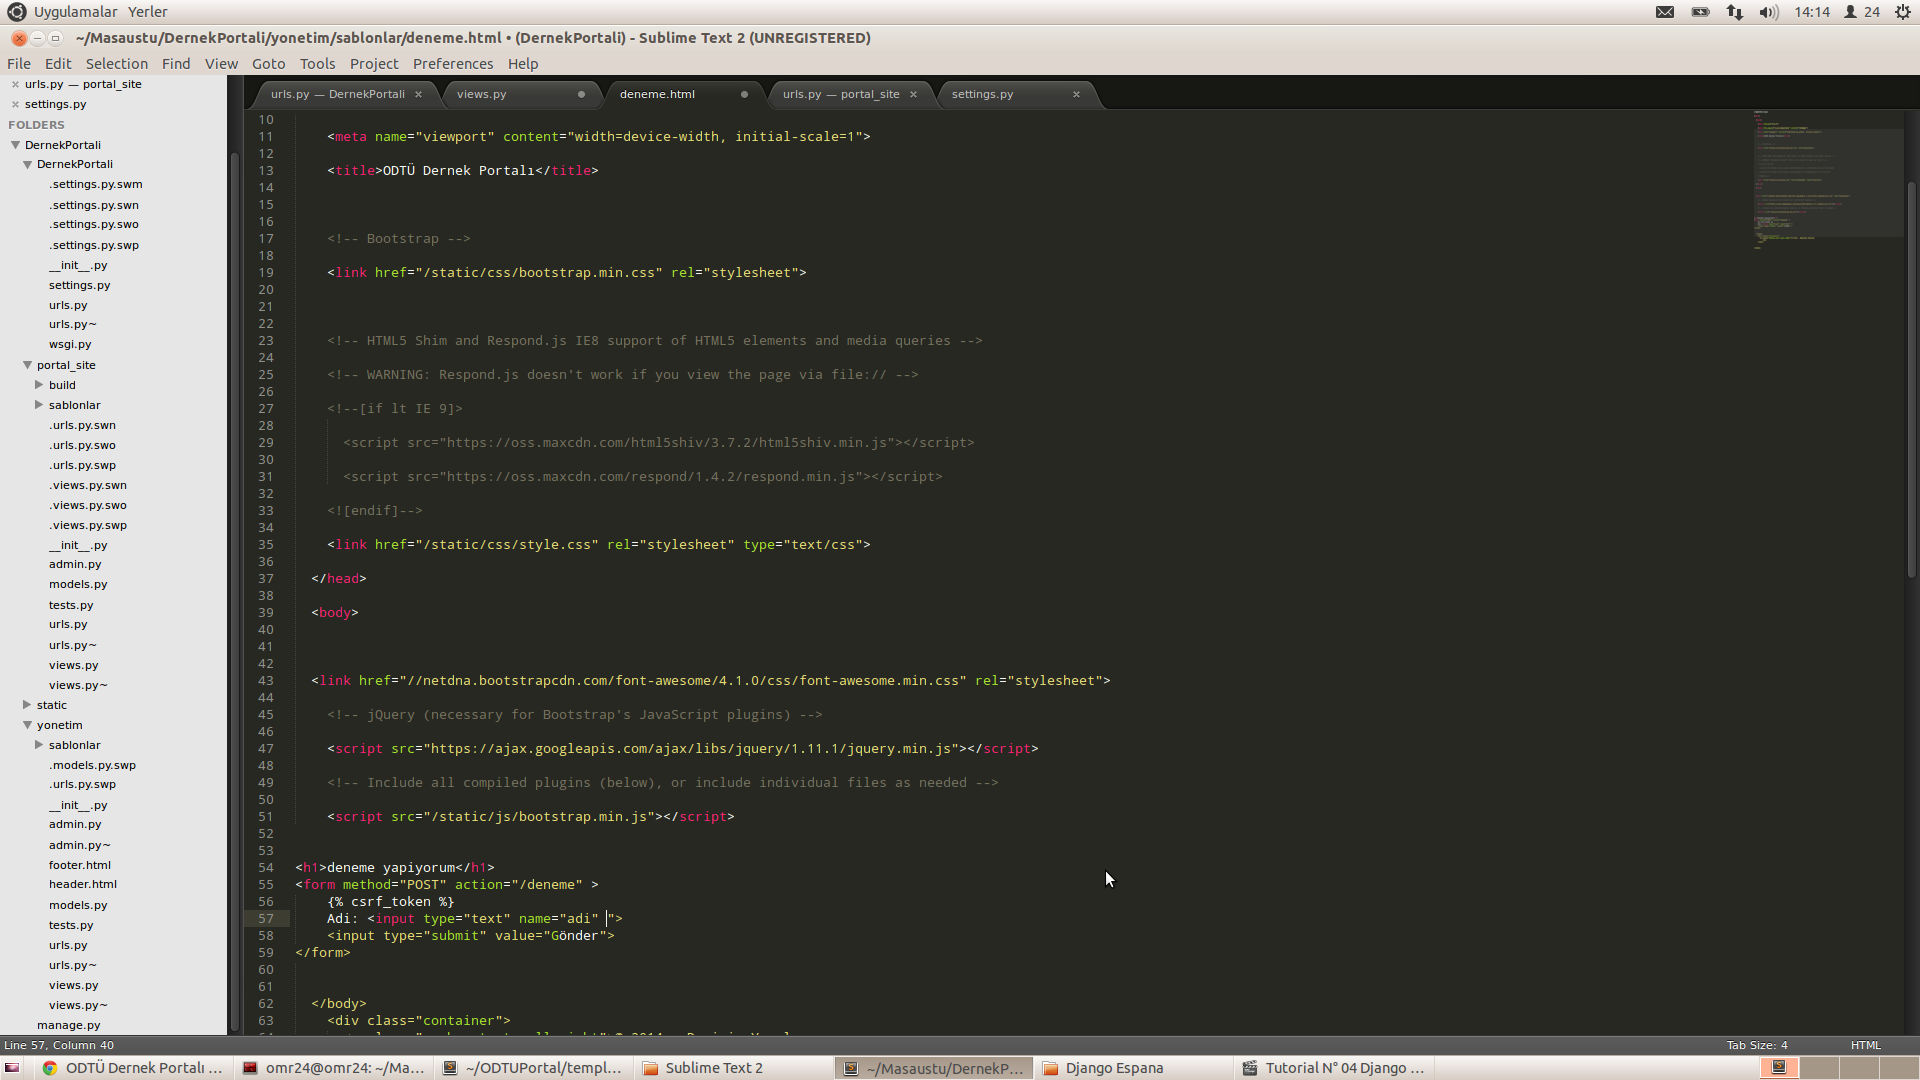 Uygulamalar Yerler
14:14 24
~/Masaustu/DernekPortali/yonetim/sablonlar/deneme.html • (DernekPortali) - Sublime Text 2 (UNREGISTERED)
File Edit Selection Find View Goto Tools Project Preferences Help
urls.py — portal_site
settings.py
FOLDERS
DernekPortali
DernekPortali
.settings.py.swm
.settings.py.swn
.settings.py.swo
.settings.py.swp
__init__.py
settings.py
urls.py
urls.py~
wsgi.py
portal_site
build
sablonlar
.urls.py.swn
.urls.py.swo
.urls.py.swp
.views.py.swn
.views.py.swo
.views.py.swp
__init__.py
admin.py
models.py
tests.py
urls.py
urls.py~
views.py
views.py~
static
yonetim
sablonlar
.models.py.swp
.urls.py.swp
__init__.py
admin.py
admin.py~
footer.html
header.html
models.py
tests.py
urls.py
urls.py~
views.py
views.py~
manage.py
urls.py — DernekPortali × views.py deneme.html urls.py — portal_site × settings.py ×
10
11 <meta name="viewport" content="width=device-width, initial-scale=1">
12
13 <title>ODTÜ Dernek Portalı</title>
14
15
16
17 <!-- Bootstrap -->
18
19 <link href="/static/css/bootstrap.min.css" rel="stylesheet">
20
21
22
23 <!-- HTML5 Shim and Respond.js IE8 support of HTML5 elements and media queries -->
24
25 <!-- WARNING: Respond.js doesn't work if you view the page via file:// -->
26
27 <!--[if lt IE 9]>
28
29 <script src="https://oss.maxcdn.com/html5shiv/3.7.2/html5shiv.min.js"></script>
30
31 <script src="https://oss.maxcdn.com/respond/1.4.2/respond.min.js"></script>
32
33 <![endif]-->
34
35 <link href="/static/css/style.css" rel="stylesheet" type="text/css">
36
37 </head>
38
39 <body>
40
41
42
43 <link href="//netdna.bootstrapcdn.com/font-awesome/4.1.0/css/font-awesome.min.css" rel="stylesheet">
44
45 <!-- jQuery (necessary for Bootstrap's JavaScript plugins) -->
46
47 <script src="https://ajax.googleapis.com/ajax/libs/jquery/1.11.1/jquery.min.js"></script>
48
49 <!-- Include all compiled plugins (below), or include individual files as needed -->
50
51 <script src="/static/js/bootstrap.min.js"></script>
52
53
54 <h1>deneme yapiyorum</h1>
55 <form method="POST" action="/deneme" >
56 {% csrf_token %}
57 Adi: <input type="text" name="adi" ">
58 <input type="submit" value="Gönder">
59 </form>
60
61
62 </body>
63 <div class="container">
Line 57, Column 40 Tab Size: 4 HTML
ODTÜ Dernek Portalı ... omr24@omr24: ~/Ma... ~/ODTUPortal/templ... Sublime Text 2 ~/Masaustu/DernekP... Django Espana Tutorial N° 04 Django ...